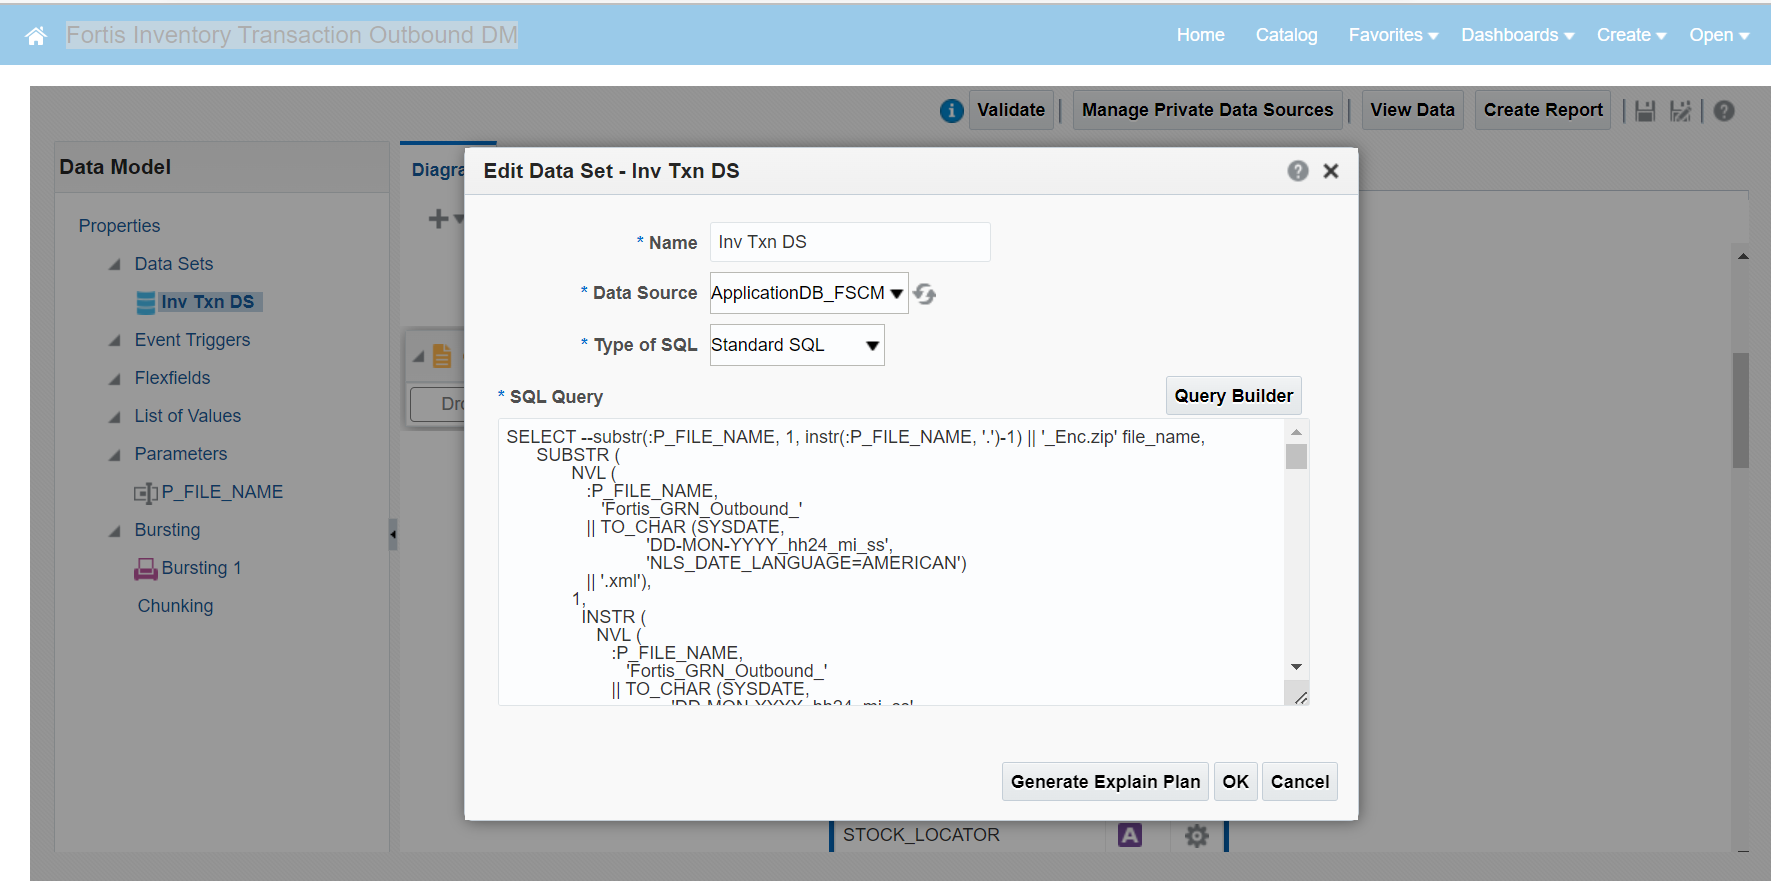 Fortis Inventory Transaction Outbound DM
Home Catalog Favorites Dashboards Create Open
Validate Manage Private Data Sources View Data Create Report
Data Model
Properties
Data Sets
Inv Txn DS
Event Triggers
Flexfields
List of Values
Parameters
P_FILE_NAME
Bursting
Bursting 1
Chunking
Diagra
Dro
Edit Data Set - Inv Txn DS
* Name Inv Txn DS
* Data Source ApplicationDB_FSCM
* Type of SQL Standard SQL
* SQL Query
Query Builder
SELECT --substr(:P_FILE_NAME, 1, instr(:P_FILE_NAME, '.')-1) || '_Enc.zip' file_name,
SUBSTR (
NVL (
:P_FILE_NAME,
'Fortis_GRN_Outbound_'
|| TO_CHAR (SYSDATE,
'DD-MON-YYYY_hh24_mi_ss',
'NLS_DATE_LANGUAGE=AMERICAN')
|| '.xml'),
1,
INSTR (
NVL (
:P_FILE_NAME,
'Fortis_GRN_Outbound_'
|| TO_CHAR (SYSDATE,
'DD-MON-YYYY_hh24_mi_ss'
Generate Explain Plan OK Cancel
STOCK_LOCATOR A